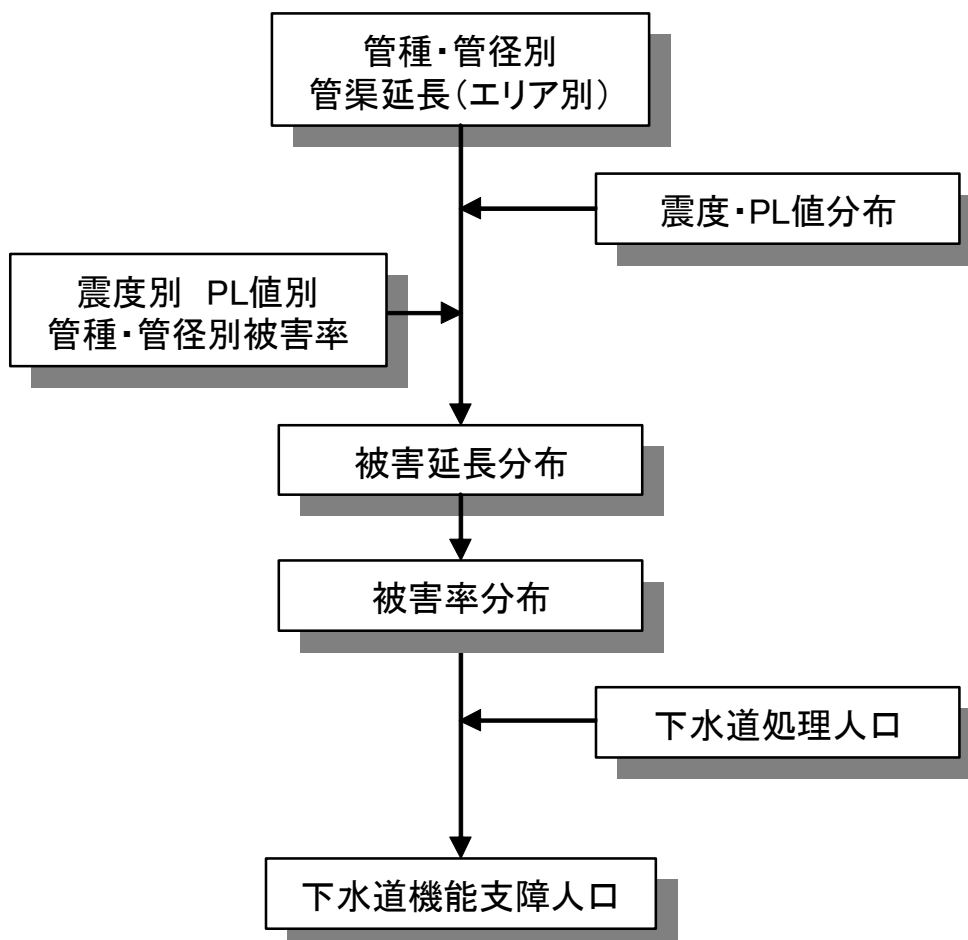 管種・管径別
管渠延長(エリア別)
震度・PL値分布
震度別　PL値別
管種・管径別被害率
被害延長分布
被害率分布
下水道処理人口
下水道機能支障人口